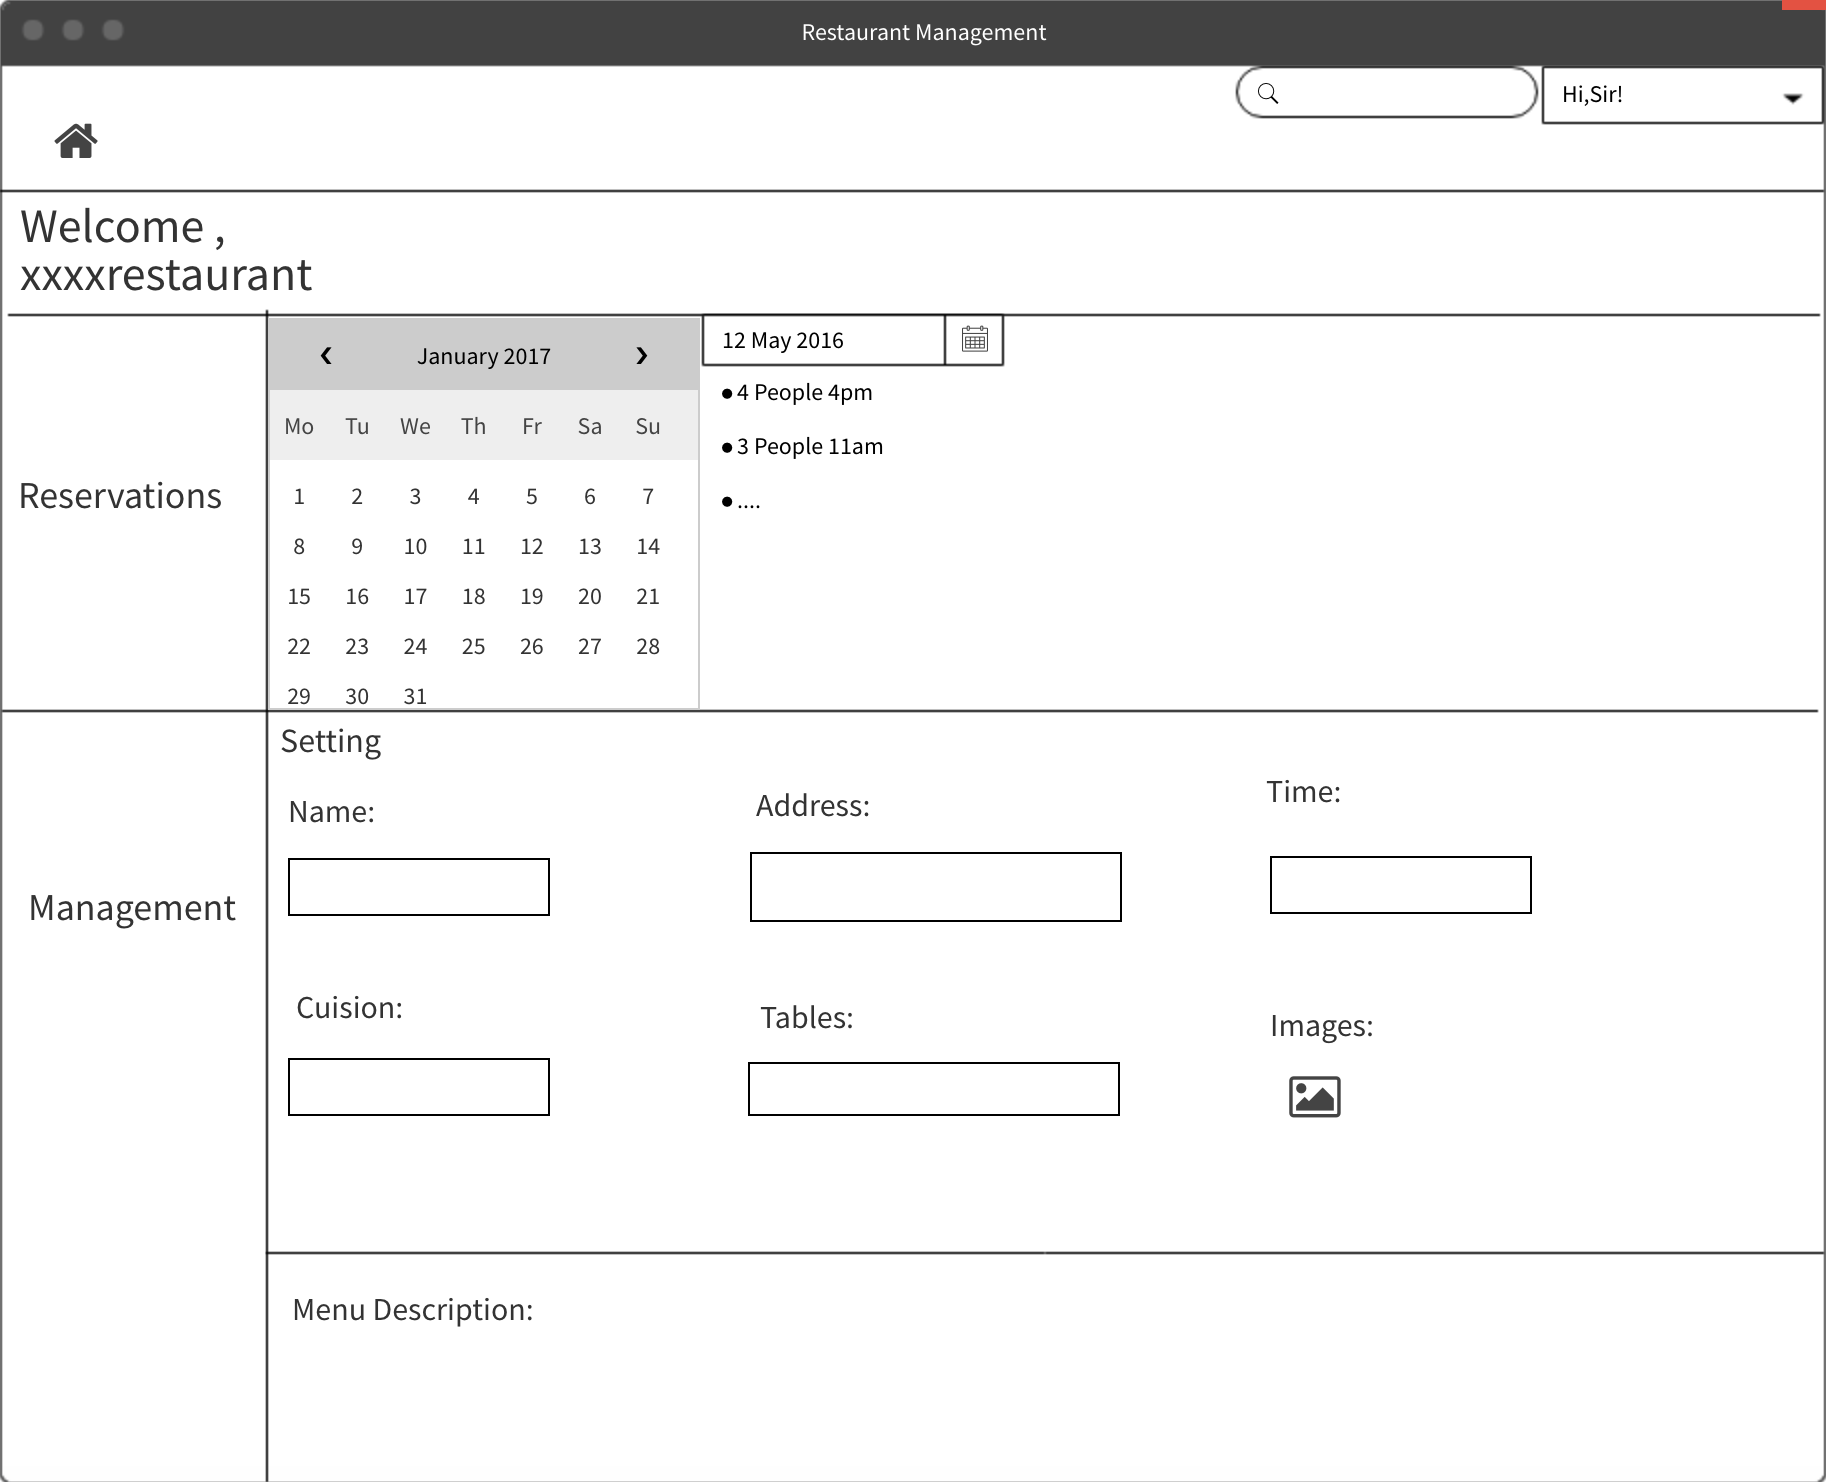 Restaurant Management
Hi,Sir!
Welcome ,
xxxxrestaurant
Reservations
January 2017
Mo Tu We Th Fr Sa Su
1 2 3 4 5 6 7
8 9 10 11 12 13 14
15 16 17 18 19 20 21
22 23 24 25 26 27 28
29 30 31
12 May 2016
● 4 People 4pm
● 3 People 11am
● ....
Management
Setting
Name:
Address:
Time:
Cuision:
Tables:
Images:
Menu Description: